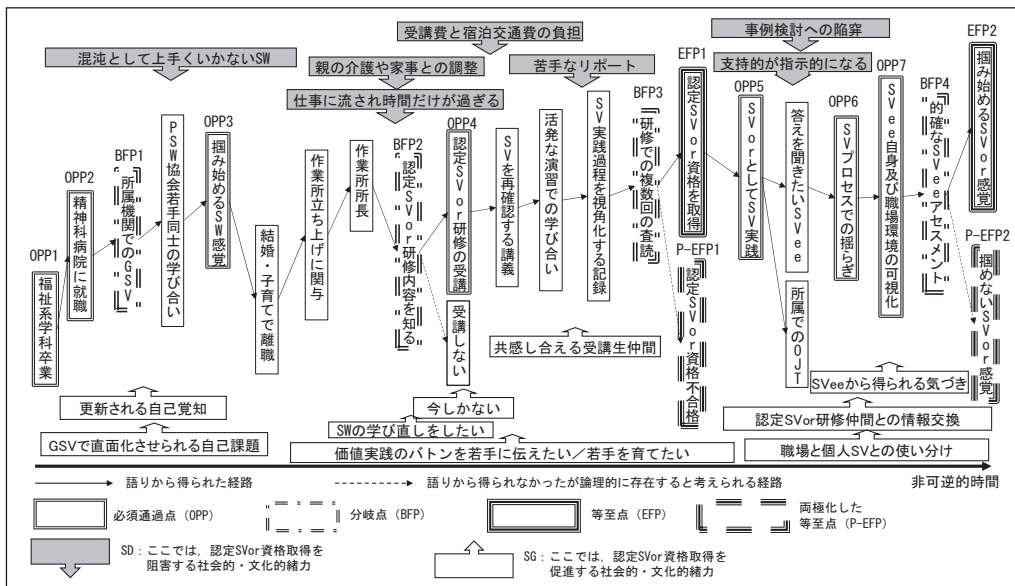 混沌として上手くいかないSW
受講費と宿泊交通費の負担
親の介護や家事との調整
仕事に流され時間だけが過ぎる
苦手なリポート
事例検討への陥穽
支持的が指示的になる
OPP1
福祉系学科卒業
OPP2
精神科病院に就職
BFP1
所属機関でのGSV
PSW協会若手同士の学び合い
OPP3
掴み始めるSW感覚
結婚・子育てで離職
作業所立ち上げに関与
作業所長
BFP2
認定SVor研修内容を知る
OPP4
認定SVor研修の受講
受講しない
SVを再確認する講義
活発な演習での学び合い
SV実践過程を視角化する記録
BFP3
研修での複数回の査読
EFP1
認定SVor資格を取得
P-EFP1
認定SVor資格不合格
OPP5
SVorとしてSV実践
答えを聞きたいSVee
所属でのOJT
OPP6
SVプロセスでの揺らぎ
OPP7
SVee自身及び職場環境の可視化
BFP4
的確なSVeeアセスメント
EFP2
掴み始めるSVor感覚
P-EFP2
掴めないSVor感覚
更新される自己覚知
GSVで直面化させられる自己課題
共感し合える受講生仲間
今しかない
SWの学び直しをしたい
価値実践のバトンを若手に伝えたい／若手を育てたい
SVeeから得られる気づき
認定SVor研修仲間との情報交換
職場と個人SVとの使い分け
語りから得られた経路
語りから得られなかったが論理的に存在すると考えられる経路
非可逆的時間
必須通過点（OPP）
分岐点（BFP）
等至点（EFP）
両極化した
等至点（P-EFP）
SD：ここでは，認定SVor資格取得を
阻害する社会的・文化的緒力
SG：ここでは，認定SVor資格取得を
促進する社会的・文化的緒力